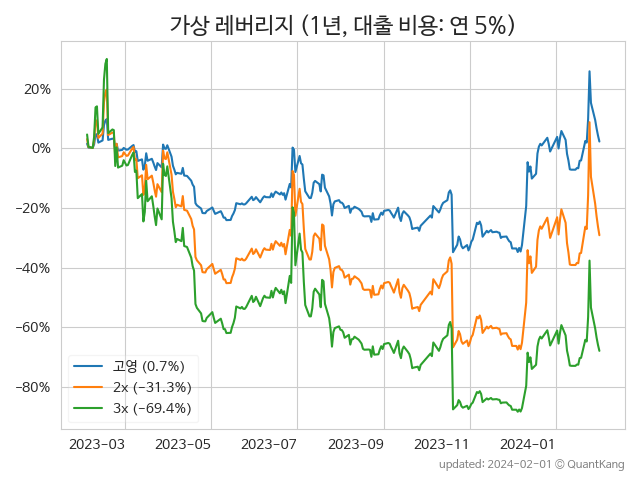 가상 레버리지 (1년, 대출 비용: 연 5%)
20%
0%
−20%
−40%
−60%
−80%
고영 (0.7%)
2x (−31.3%)
3x (−69.4%)
2023-03 2023-05 2023-07 2023-09 2023-11 2024-01
updated: 2024-02-01 © QuantKang